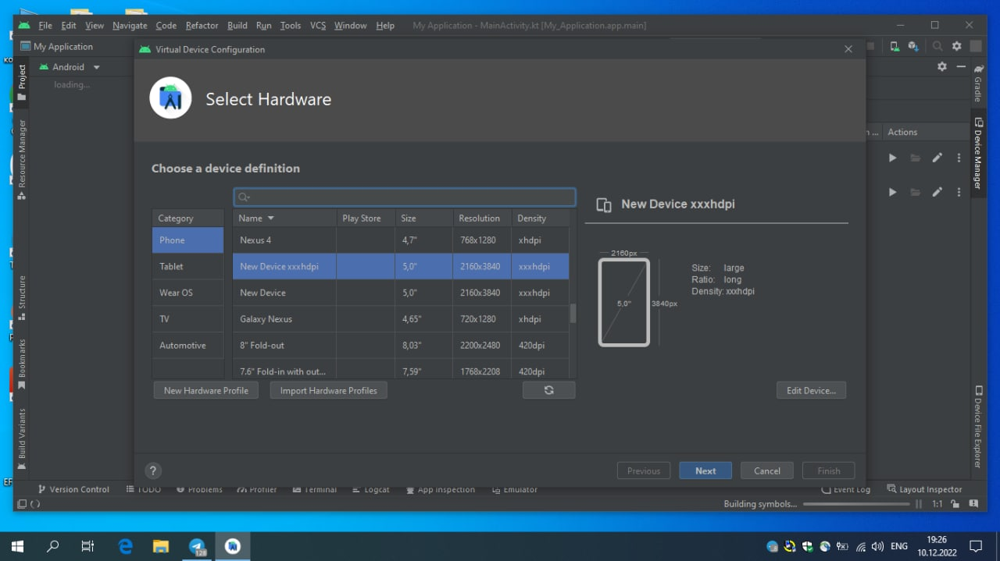 File Edit View Navigate Code Refactor Build Run Tools VCS Window Help My Application - MainActivity.kt [My_Application.app.main]
My Application
Virtual Device Configuration
Android
loading...
Project
Resource Manager
Structure
Bookmarks
Build Variants
Select Hardware
Choose a device definition
Category
Phone
Tablet
Wear OS
TV
Automotive
Name Play Store Size Resolution Density
Nexus 4 4,7" 768x1280 xhdpi
New Device xxxhdpi 5,0" 2160x3840 xxxhdpi
New Device 5,0" 2160x3840 xxxhdpi
Galaxy Nexus 4,65" 720x1280 xhdpi
8" Fold-out 8,03" 2200x2480 420dpi
7.6" Fold-in with out... 7,59" 1768x2208 420dpi
New Hardware Profile Import Hardware Profiles
New Device xxxhdpi
2160px
5,0"
3840px
Size: large
Ratio: long
Density: xxxhdpi
Edit Device...
? Previous Next Cancel Finish
Actions
Gradle
Device Manager
Device File Explorer
Version Control TODO Problems Profiler Terminal Logcat App Inspection Emulator Event Log Layout Inspector
Building symbols... 1:1
128
ENG
19:26
10.12.2022